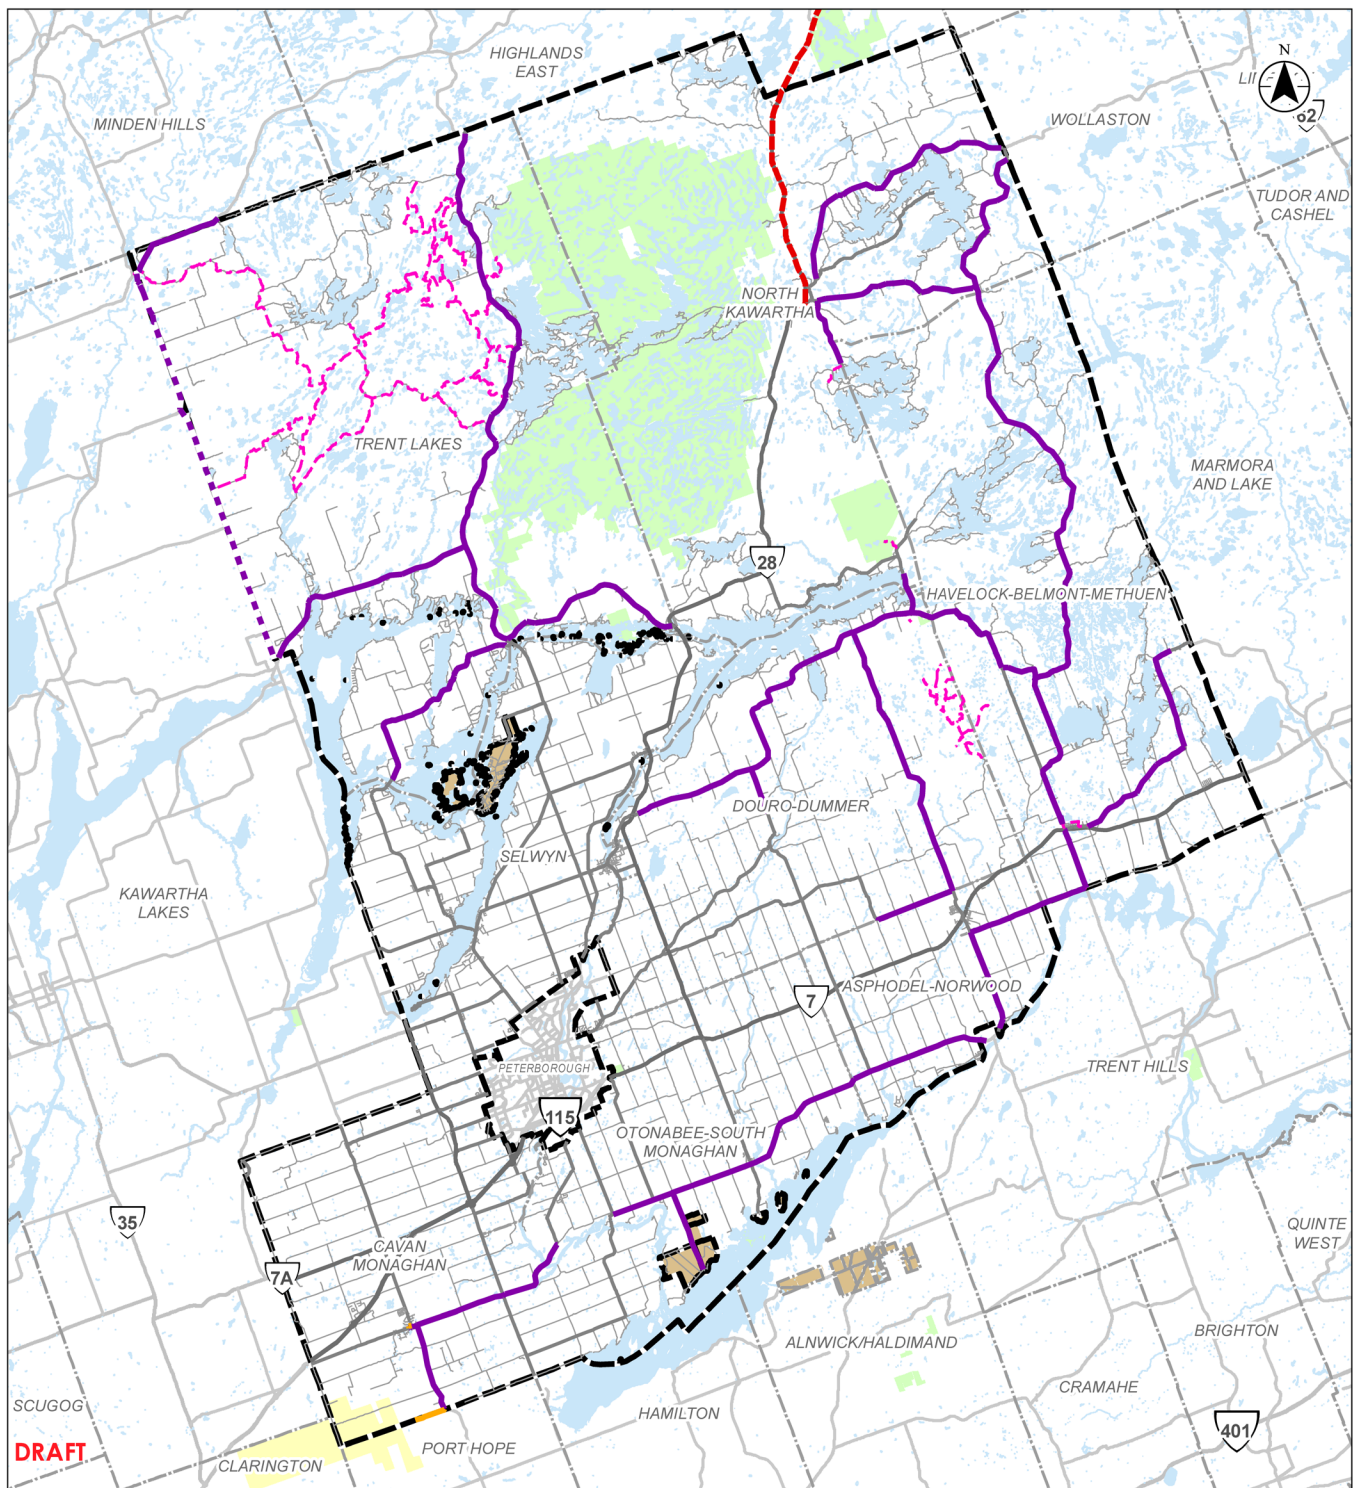 HIGHLANDS
EAST
N
LI
62
MINDEN HILLS
WOLLASTON
TUDOR AND
CASHEL
NORTH
KAWARTHA
TRENT LAKES
MARMORA
AND LAKE
28
HAVELOCK-BELMONT-METHUEN
DOURO-DUMMER
SELWYN
KAWARTHA
LAKES
ASPHODEL-NORWOOD
7
PETERBOROUGH
TRENT HILLS
115
OTONABEE-SOUTH
MONAGHAN
35
QUINTE
WEST
CAVAN
MONAGHAN
7A
BRIGHTON
ALNWICK/HALDIMAND
CRAMAHE
SCUGOG
HAMILTON
401
DRAFT
PORT HOPE
CLARINGTON